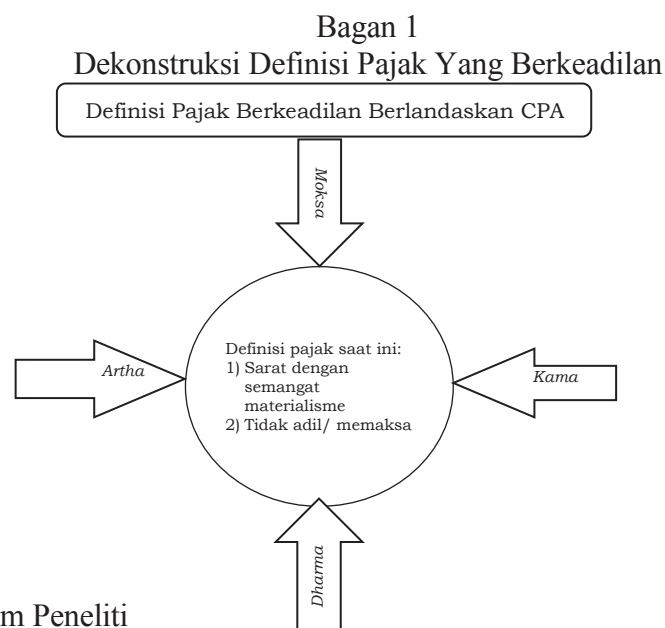 Bagan 1
Dekonstruksi Definisi Pajak Yang Berkeadilan
Definisi Pajak Berkeadilan Berlandaskan CPA
Moksa
Artha
Definisi pajak saat ini:
1) Sarat dengan
semangat
materialisme
2) Tidak adil/ memaksa
Kama
Dharma
m Peneliti